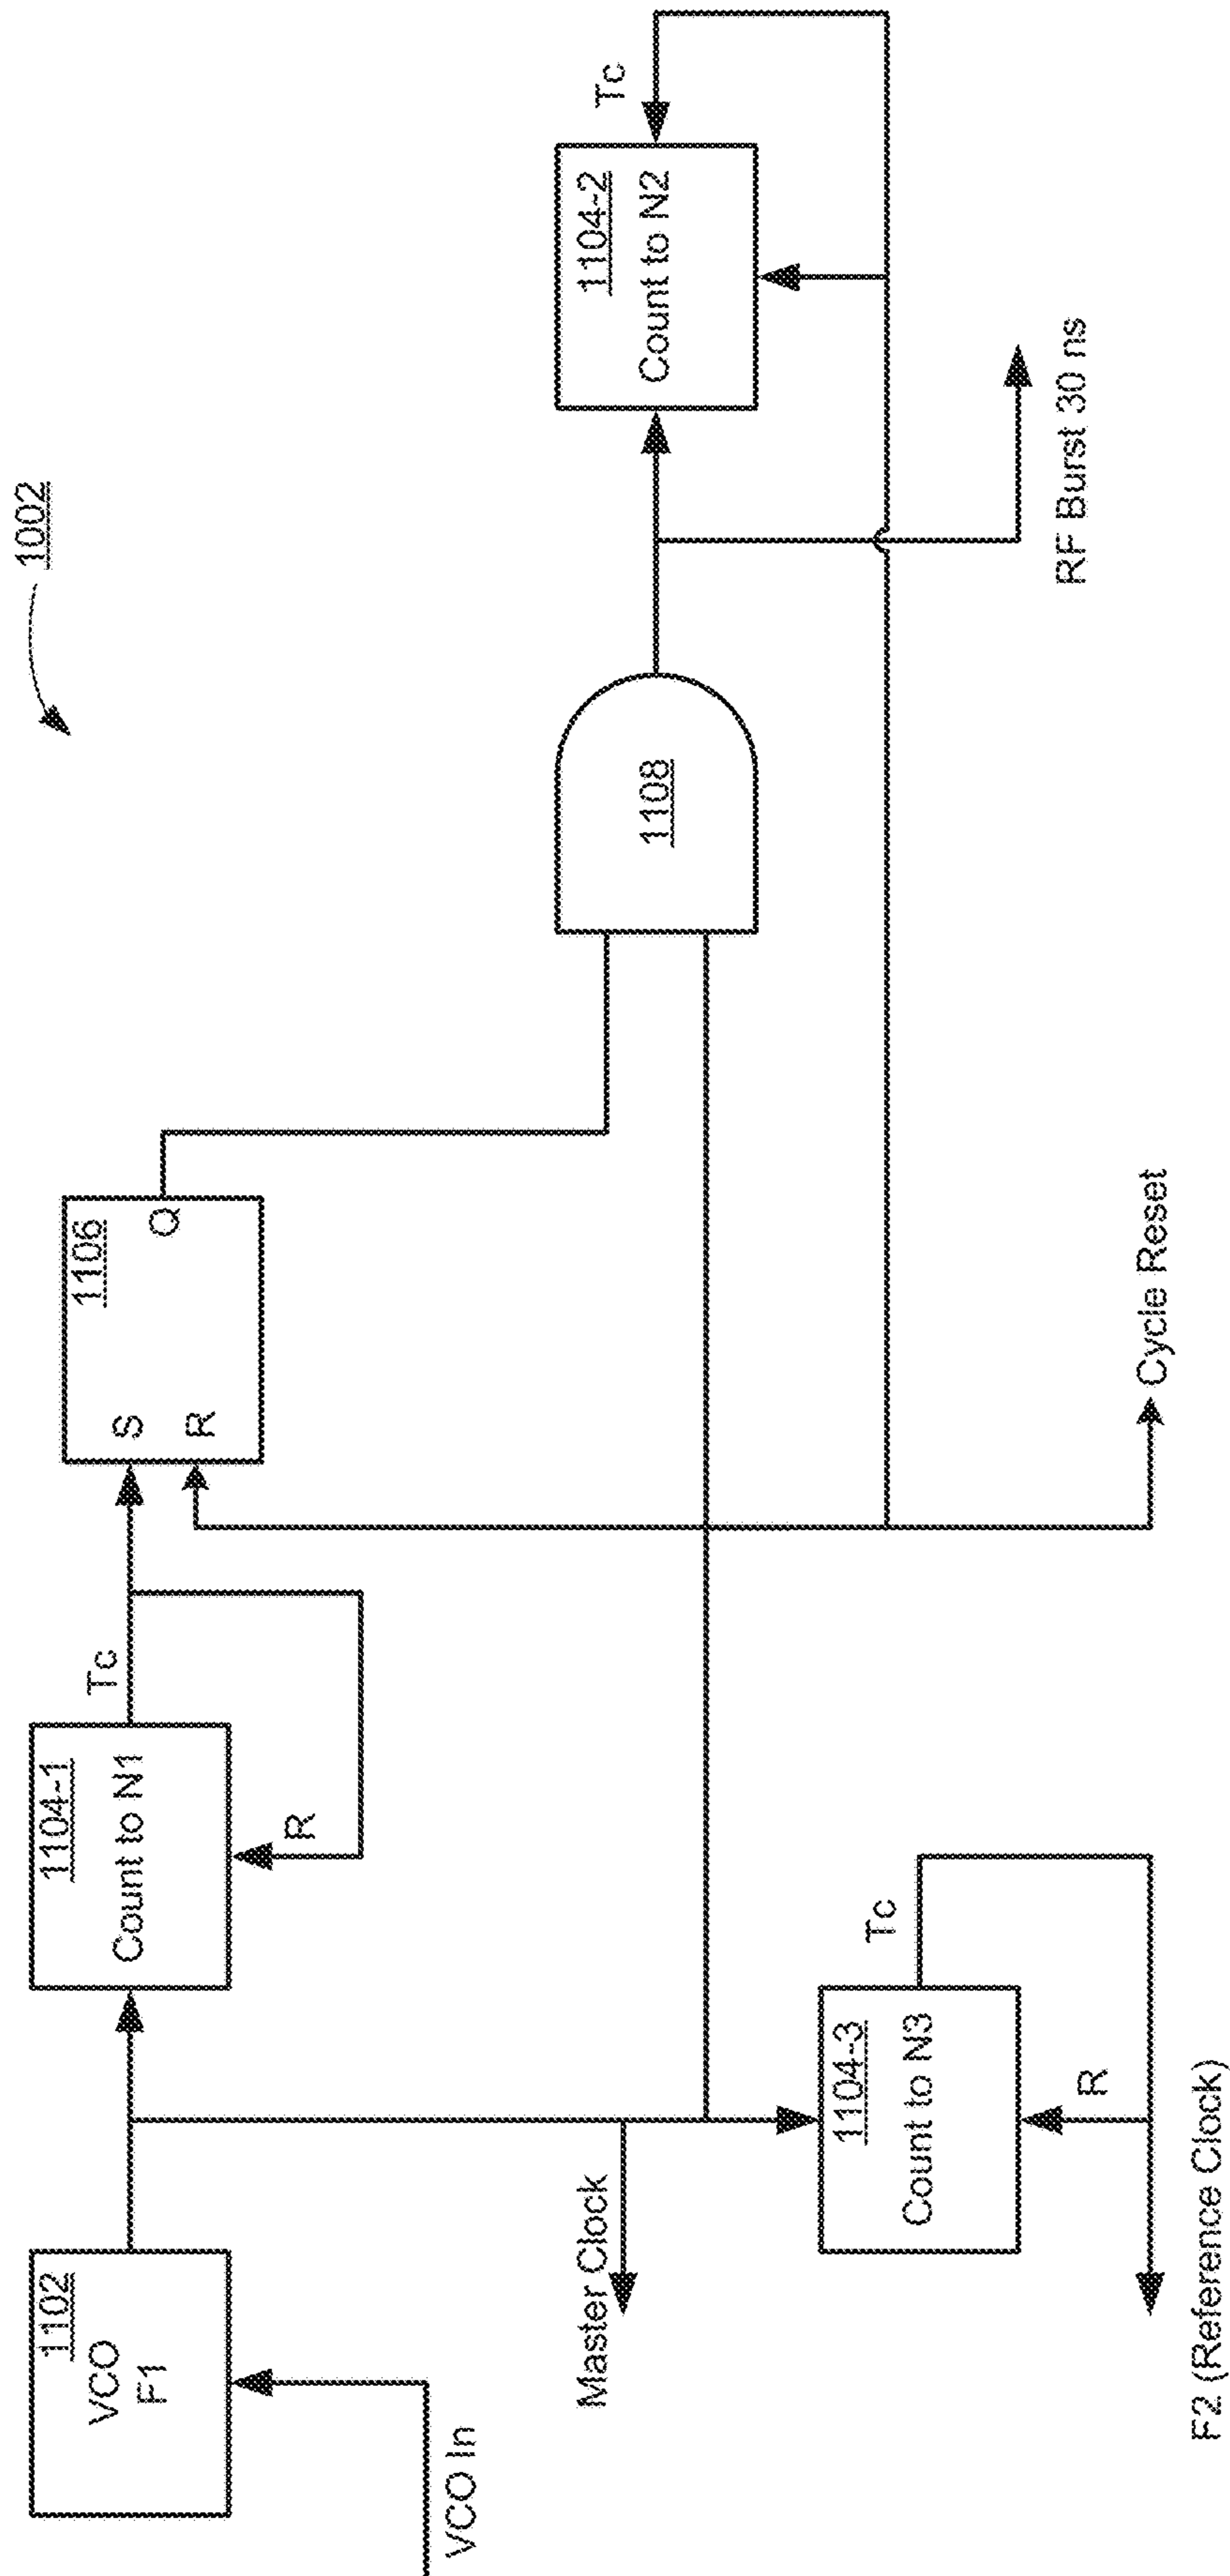 1002
1102
VCO
F1
VCO In
1104-1
Count to N1
Tc
R
1106
S
R
Q
Master Clock
1104-3
Count to N3
Tc
R
F2 (Reference Clock)
Cycle Reset
1108
1104-2
Count to N2
Tc
RF Burst 30 ns